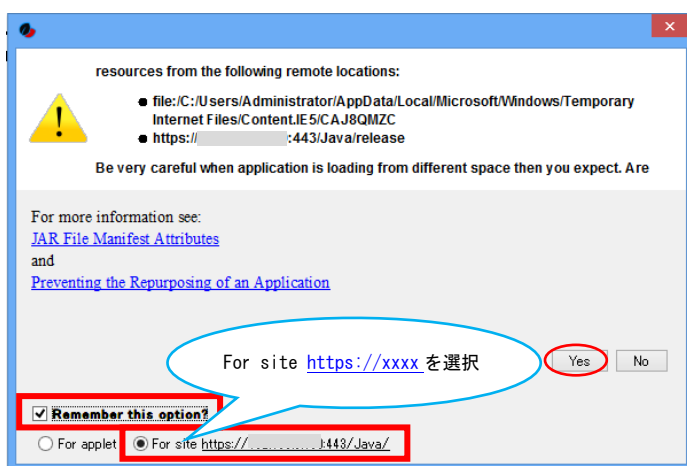 resources from the following remote locations:
● file:/C:/Users/Administrator/AppData/Local/Microsoft/Windows/Temporary
Internet Files/Content.IE5/CAJ8QMZC
● https:// :443/Java/release
Be very careful when application is loading from different space then you expect. Are
For more information see:
JAR File Manifest Attributes
and
Preventing the Repurposing of an Application
For site https://xxxx を選択
Yes No
Remember this option?
For applet For site https:// :443/Java/